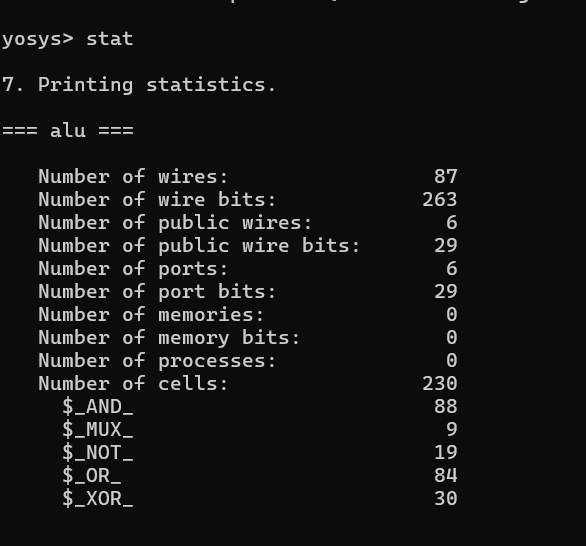 yosys> stat
7. Printing statistics.
=== alu ===
Number of wires: 87
Number of wire bits: 263
Number of public wires: 6
Number of public wire bits: 29
Number of ports: 6
Number of port bits: 29
Number of memories: 0
Number of memory bits: 0
Number of processes: 0
Number of cells: 230
$_AND_ 88
$_MUX_ 9
$_NOT_ 19
$_OR_ 84
$_XOR_ 30